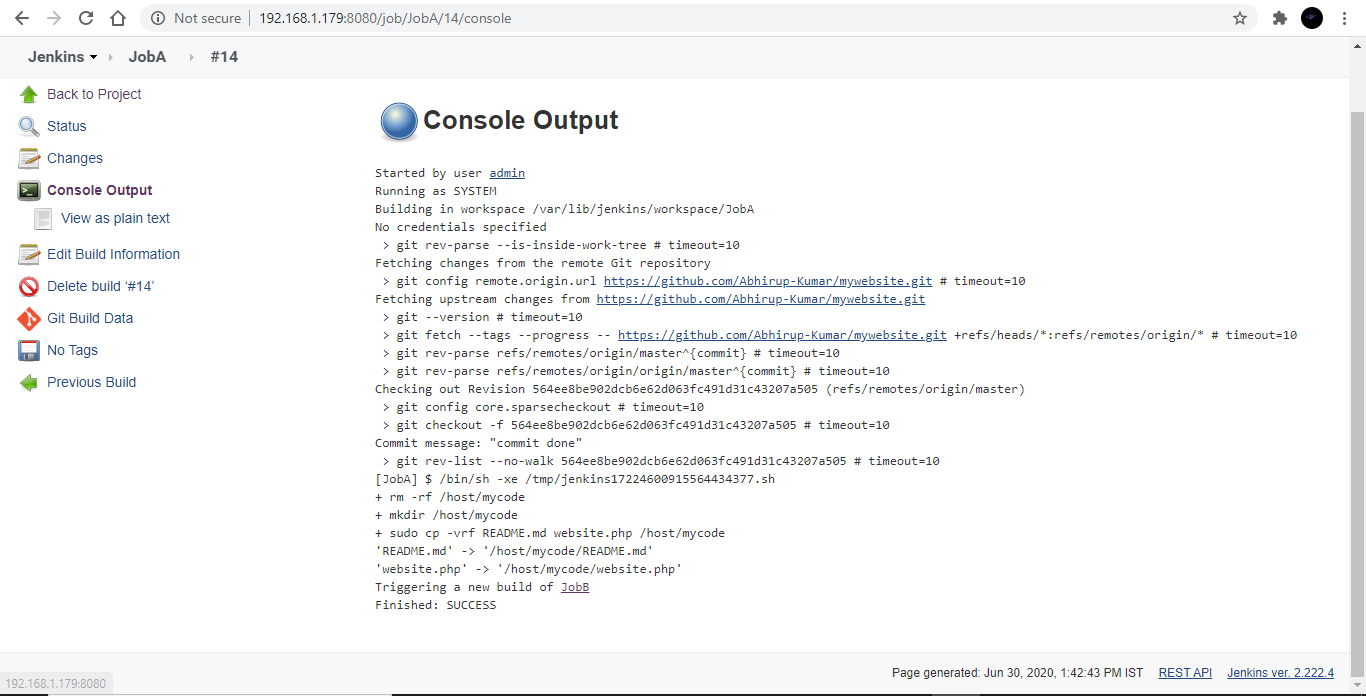 Not secure | 192.168.1.179:8080/job/JobA/14/console
Jenkins JobA #14
Back to Project
Status
Changes
Console Output
View as plain text
Edit Build Information
Delete build ‘#14’
Git Build Data
No Tags
Previous Build
Console Output
Started by user admin
Running as SYSTEM
Building in workspace /var/lib/jenkins/workspace/JobA
No credentials specified
 > git rev-parse --is-inside-work-tree # timeout=10
Fetching changes from the remote Git repository
 > git config remote.origin.url https://github.com/Abhirup-Kumar/mywebsite.git # timeout=10
Fetching upstream changes from https://github.com/Abhirup-Kumar/mywebsite.git
 > git --version # timeout=10
 > git fetch --tags --progress -- https://github.com/Abhirup-Kumar/mywebsite.git +refs/heads/*:refs/remotes/origin/* # timeout=10
 > git rev-parse refs/remotes/origin/master^{commit} # timeout=10
 > git rev-parse refs/remotes/origin/origin/master^{commit} # timeout=10
Checking out Revision 564ee8be902dcb6e62d063fc491d31c43207a505 (refs/remotes/origin/master)
 > git config core.sparsecheckout # timeout=10
 > git checkout -f 564ee8be902dcb6e62d063fc491d31c43207a505 # timeout=10
Commit message: "commit done"
 > git rev-list --no-walk 564ee8be902dcb6e62d063fc491d31c43207a505 # timeout=10
[JobA] $ /bin/sh -xe /tmp/jenkins17224600915564434377.sh
+ rm -rf /host/mycode
+ mkdir /host/mycode
+ sudo cp -vrf README.md website.php /host/mycode
'README.md' -> '/host/mycode/README.md'
'website.php' -> '/host/mycode/website.php'
Triggering a new build of JobB
Finished: SUCCESS
Page generated: Jun 30, 2020, 1:42:43 PM IST REST API Jenkins ver. 2.222.4
192.168.1.179:8080